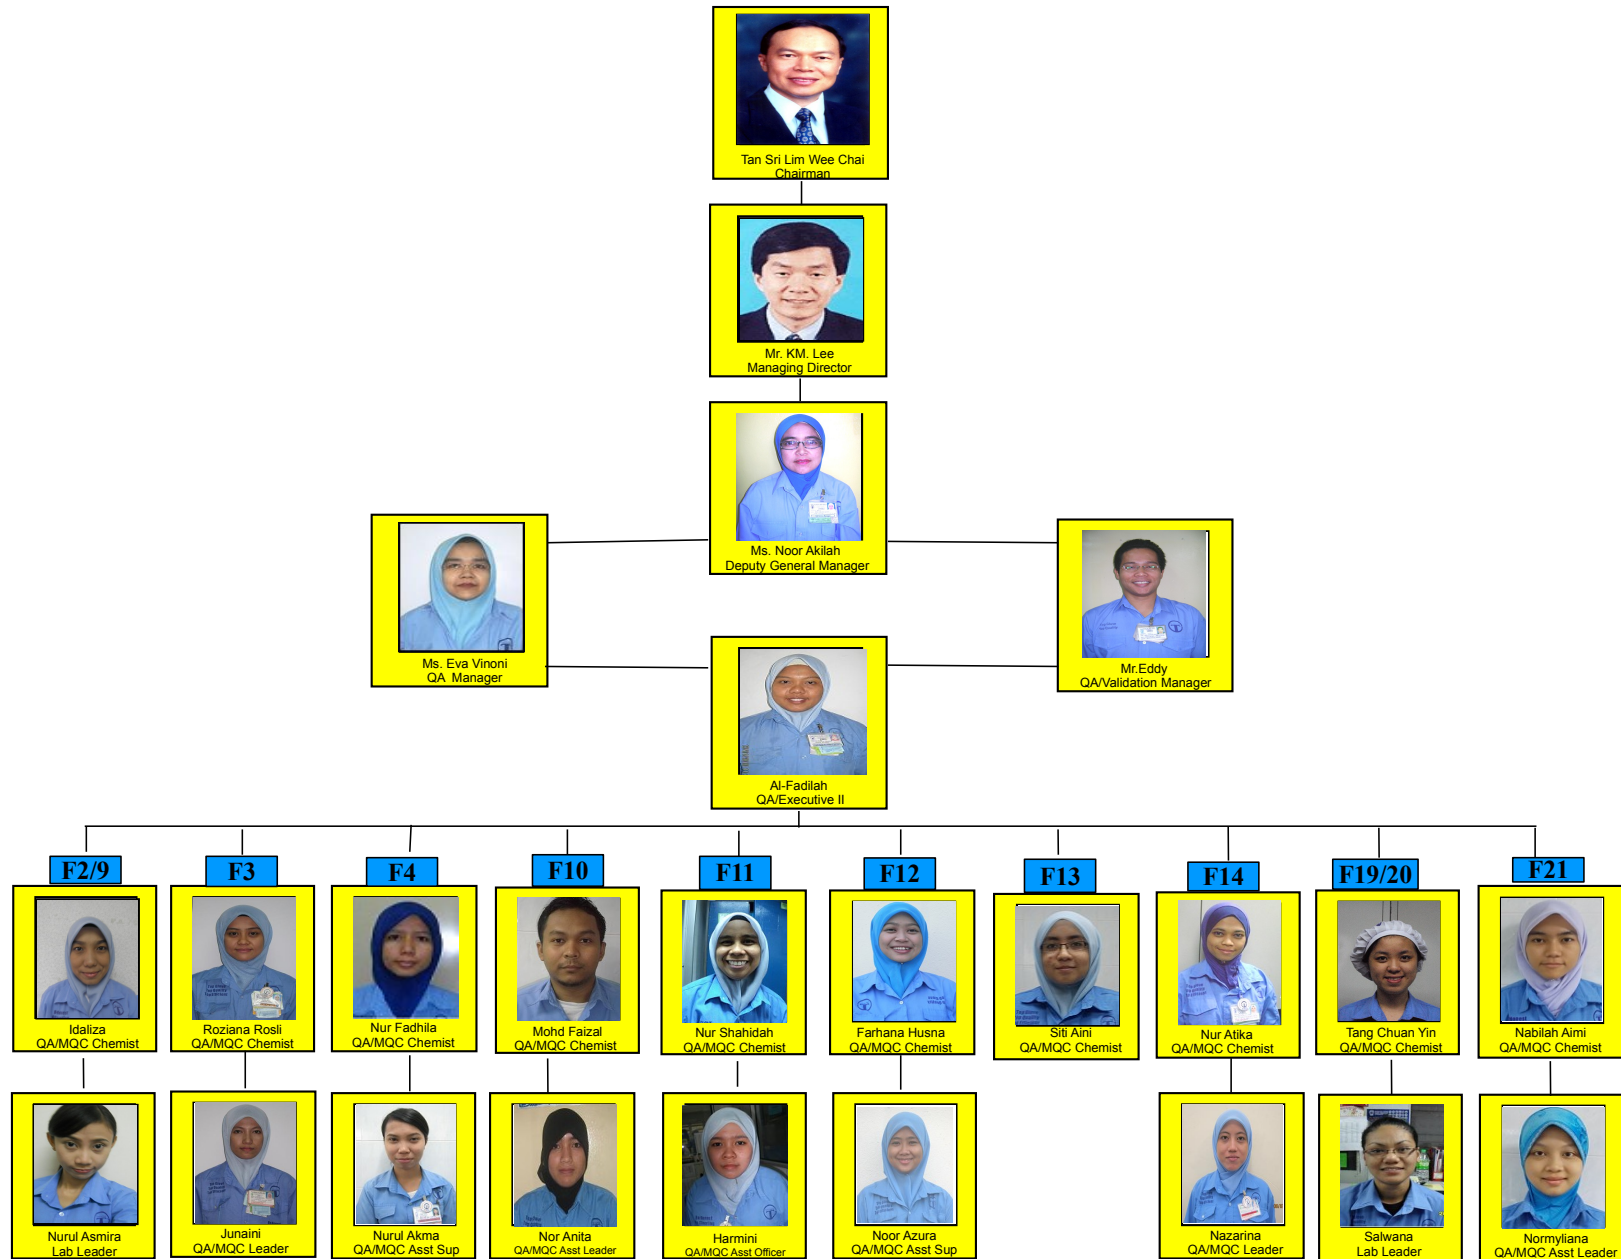 Tan Sri Lim Wee Chai
Chairman
Mr. KM. Lee
Managing Director
Ms. Noor Akilah
Deputy General Manager
Ms. Eva Vinoni
QA Manager
Mr.Eddy
QA/Validation Manager
Al-Fadilah
QA/Executive II
F2/9
F3
F4
F10
F11
F12
F13
F14
F19/20
F21
Idaliza
QA/MQC Chemist
Roziana Rosli
QA/MQC Chemist
Nur Fadhila
QA/MQC Chemist
Mohd Faizal
QA/MQC Chemist
Nur Shahidah
QA/MQC Chemist
Farhana Husna
QA/MQC Chemist
Siti Aini
QA/MQC Chemist
Nur Atika
QA/MQC Chemist
Tang Chuan Yin
QA/MQC Chemist
Nabilah Aimi
QA/MQC Chemist
Nurul Asmira
Lab Leader
Junaini
QA/MQC Leader
Nurul Akma
QA/MQC Asst Sup
Nor Anita
QA/MQC Asst Leader
Harmini
QA/MQC Asst Officer
Noor Azura
QA/MQC Asst Sup
Nazarina
QA/MQC Leader
Salwana
Lab Leader
Normyliana
QA/MQC Asst Leader